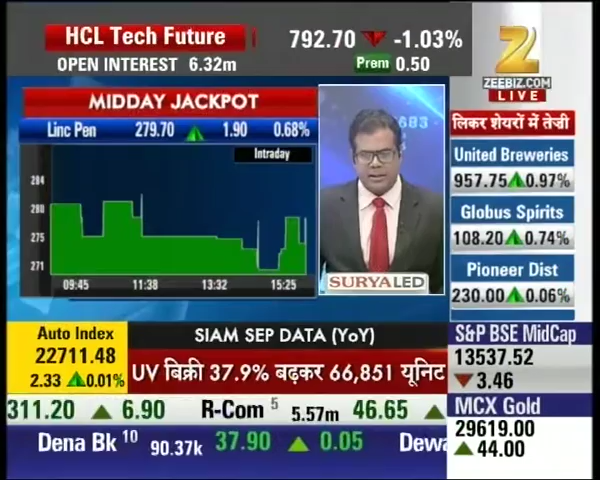 HCL Tech Future
792.70 -1.03%
OPEN INTEREST 6.32m
Prem 0.50
ZEEBIZ.COM
LIVE
MIDDAY JACKPOT
Linc Pen 279.70 1.90 0.68%
Intraday
284
280
275
271
09:45 11:38 13:32 15:25
683
SURYA LED
लिकर शेयरों में तेजी
United Breweries
957.75 0.97%
Globus Spirits
108.20 0.74%
Pioneer Dist
230.00 0.06%
Auto Index
22711.48
2.33 0.01%
SIAM SEP DATA (YoY)
UV बिक्री 37.9% बढ़कर 66,851 यूनिट
S&P BSE MidCap
13537.52
3.46
MCX Gold
29619.00
44.00
311.20 6.90 R-Com 5 5.57m 46.65
Dena Bk 10 90.37k 37.90 0.05 Dewa